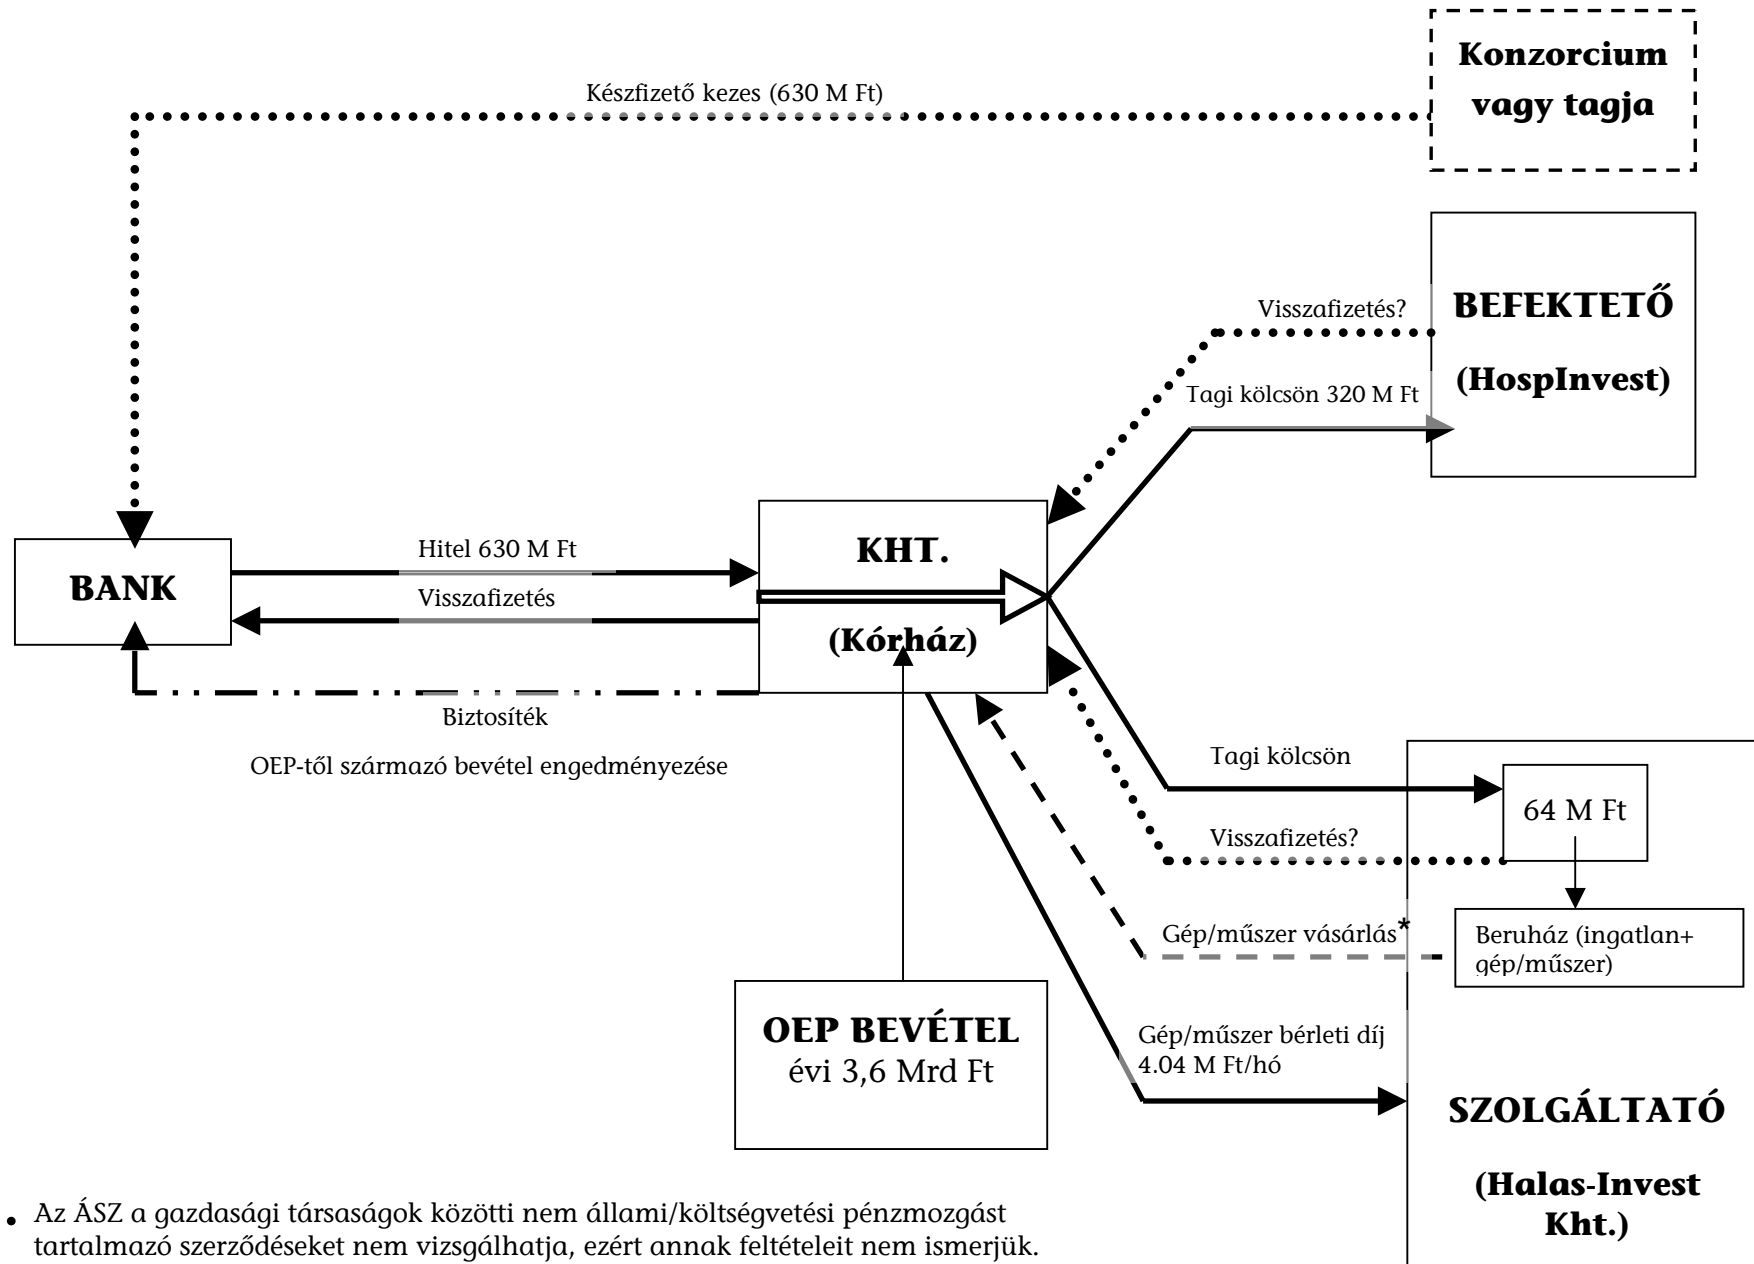 Konzorcium
vagy tagja
Készfizető kezes (630 M Ft)
BEFEKTETŐ
(HospInvest)
Visszafizetés?
Tagi kölcsön 320 M Ft
BANK
Hitel 630 M Ft
Visszafizetés
KHT.
(Kórház)
Biztosíték
OEP-től származó bevétel engedményezése
Tagi kölcsön
64 M Ft
Visszafizetés?
Gép/műszer vásárlás*
Beruház (ingatlan+
gép/műszer)
OEP BEVÉTEL
évi 3,6 Mrd Ft
Gép/műszer bérleti díj
4.04 M Ft/hó
SZOLGÁLTATÓ
(Halas-Invest
Kht.)
• Az ÁSZ a gazdasági társaságok közötti nem állami/költségvetési pénzmozgást
tartalmazó szerződéseket nem vizsgálhatja, ezért annak feltételeit nem ismerjük.